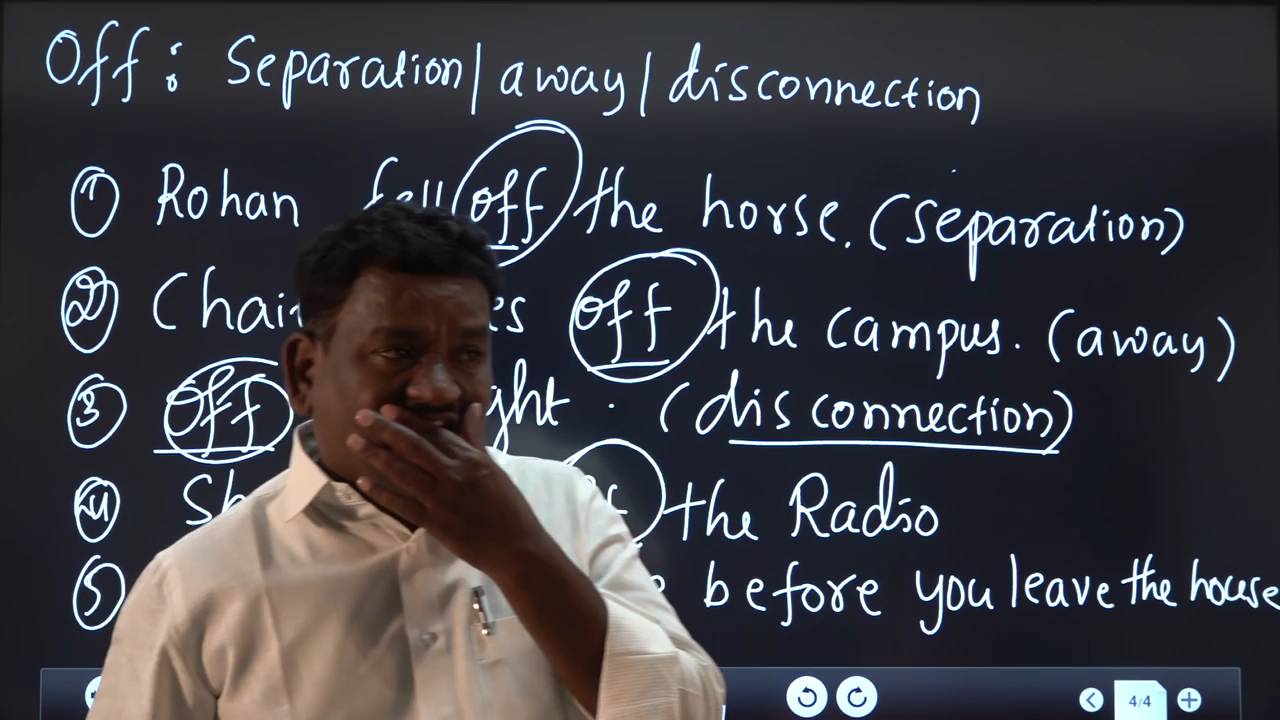 Off : Separation/away/disconnection
① Rohan fell off the horse. (Separation)
② off the campus. (away)
③ Off . (disconnection)
④ the Radio
⑤ before you leave the house
4/4